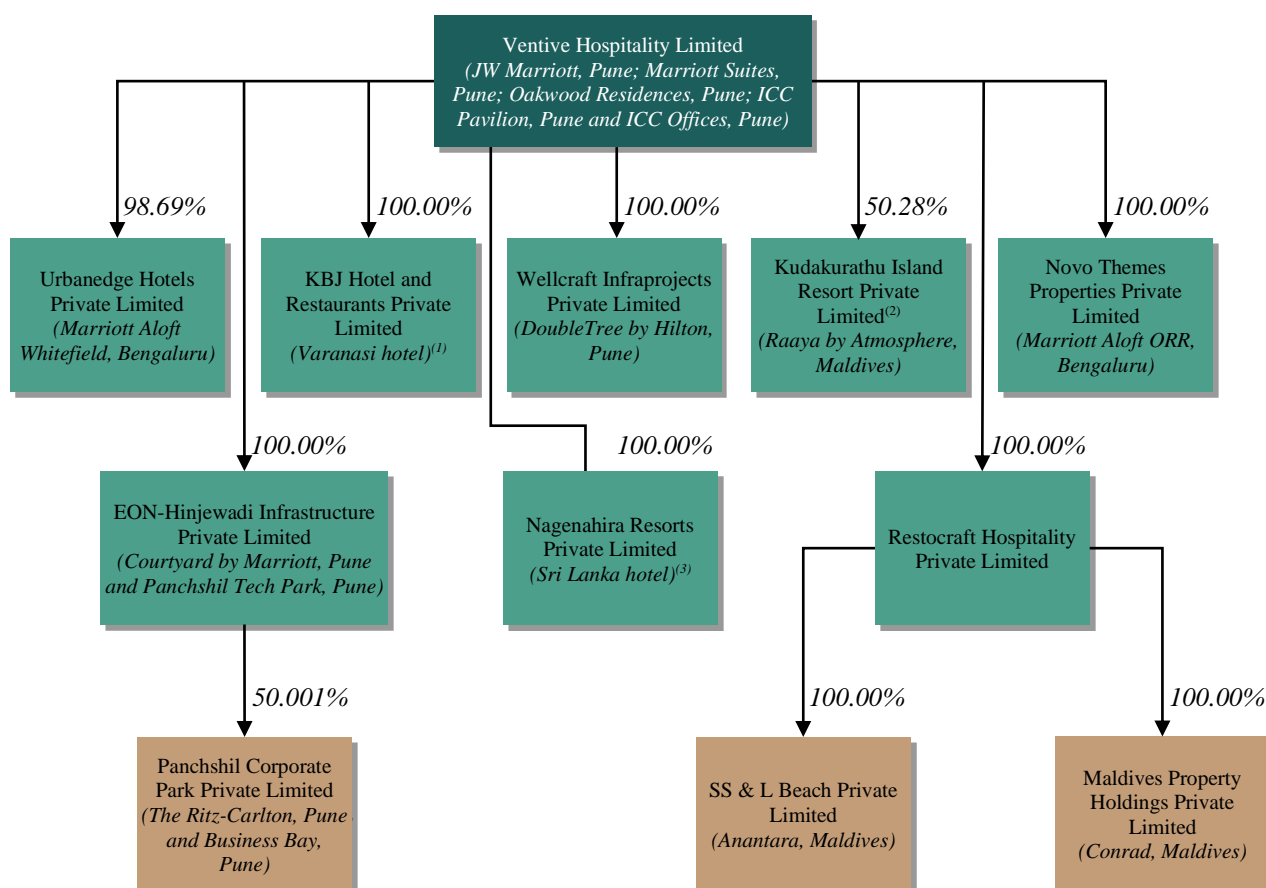 Ventive Hospitality Limited
(JW Marriott, Pune; Marriott Suites,
Pune; Oakwood Residences, Pune; ICC
Pavilion, Pune and ICC Offices, Pune)
98.69%
100.00%
100.00%
50.28%
100.00%
Urbanedge Hotels
Private Limited
(Marriott Aloft
Whitefield, Bengaluru)
KBJ Hotel and
Restaurants Private
Limited
(Varanasi hotel)(1)
Wellcraft Infraprojects
Private Limited
(DoubleTree by Hilton,
Pune)
Kudakurathu Island
Resort Private
Limited(2)
(Raaya by Atmosphere,
Maldives)
Novo Themes
Properties Private
Limited
(Marriott Aloft ORR,
Bengaluru)
100.00%
100.00%
100.00%
EON-Hinjewadi Infrastructure
Private Limited
(Courtyard by Marriott, Pune
and Panchshil Tech Park, Pune)
Nagenahira Resorts
Private Limited
(Sri Lanka hotel)(3)
Restocraft Hospitality
Private Limited
50.001%
100.00%
100.00%
Panchshil Corporate
Park Private Limited
(The Ritz-Carlton, Pune
and Business Bay,
Pune)
SS & L Beach Private
Limited
(Anantara, Maldives)
Maldives Property
Holdings Private
Limited
(Conrad, Maldives)